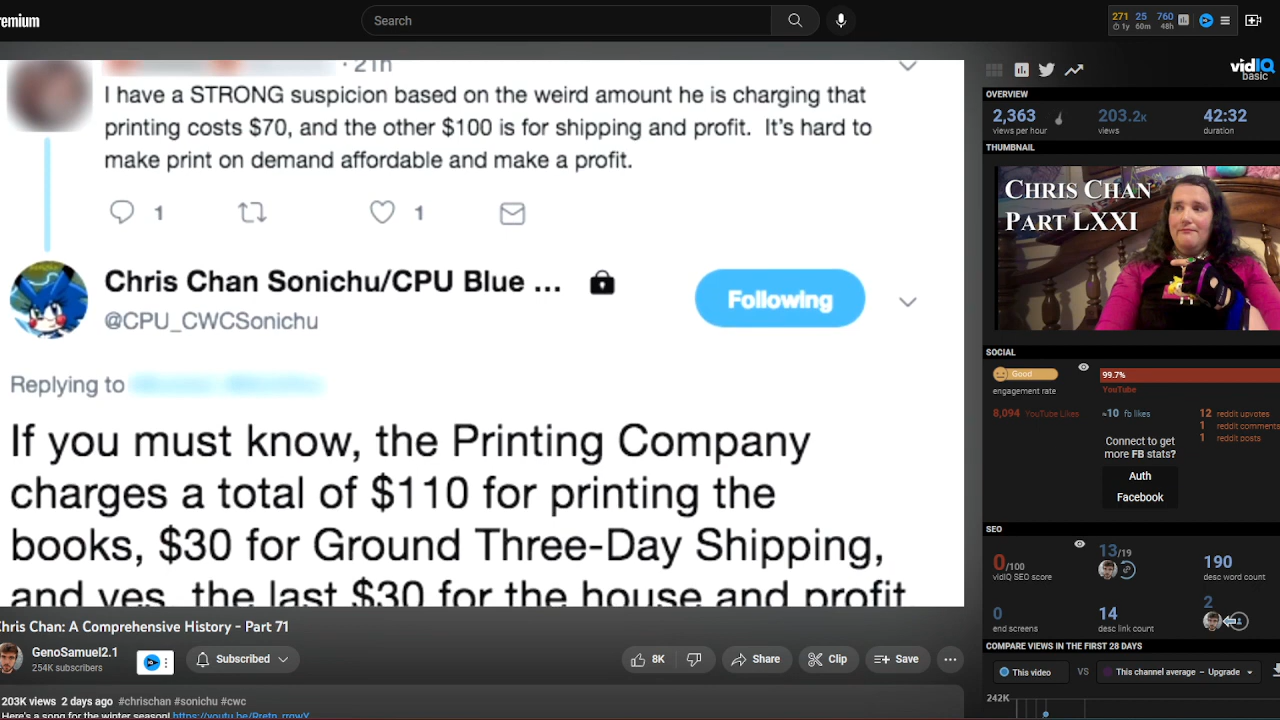 remium
Search
271 25 760
1y 60m 48h
· 21h
I have a STRONG suspicion based on the weird amount he is charging that
printing costs $70, and the other $100 is for shipping and profit. It's hard to
make print on demand affordable and make a profit.
1 1
Chris Chan Sonichu/CPU Blue ...
@CPU_CWCSonichu
Following
Replying to
If you must know, the Printing Company
charges a total of $110 for printing the
books, $30 for Ground Three-Day Shipping,
and yes, the last $30 for the house and profit
Chris Chan: A Comprehensive History - Part 71
GenoSamuel2.1
254K subscribers
Subscribed
8K
Share
Clip
Save
203K views 2 days ago #chrischan #sonichu #cwc
Here's a song for the winter season!
vidIQ
basic
OVERVIEW
2,363 203.2K 42:32
views per hour views duration
THUMBNAIL
CHRIS CHAN
PART LXXI
SOCIAL
Good
engagement rate
99.7%
YouTube
8,094 YouTube Likes
≈10 fb likes
12 reddit upvotes
1 reddit comments
1 reddit posts
Connect to get
more FB stats?
Auth
Facebook
SEO
0/100
vidIQ SEO score
13/19
190
desc word count
0
end screens
14
desc link count
2
COMPARE VIEWS IN THE FIRST 28 DAYS
This video VS This channel average - Upgrade
242K